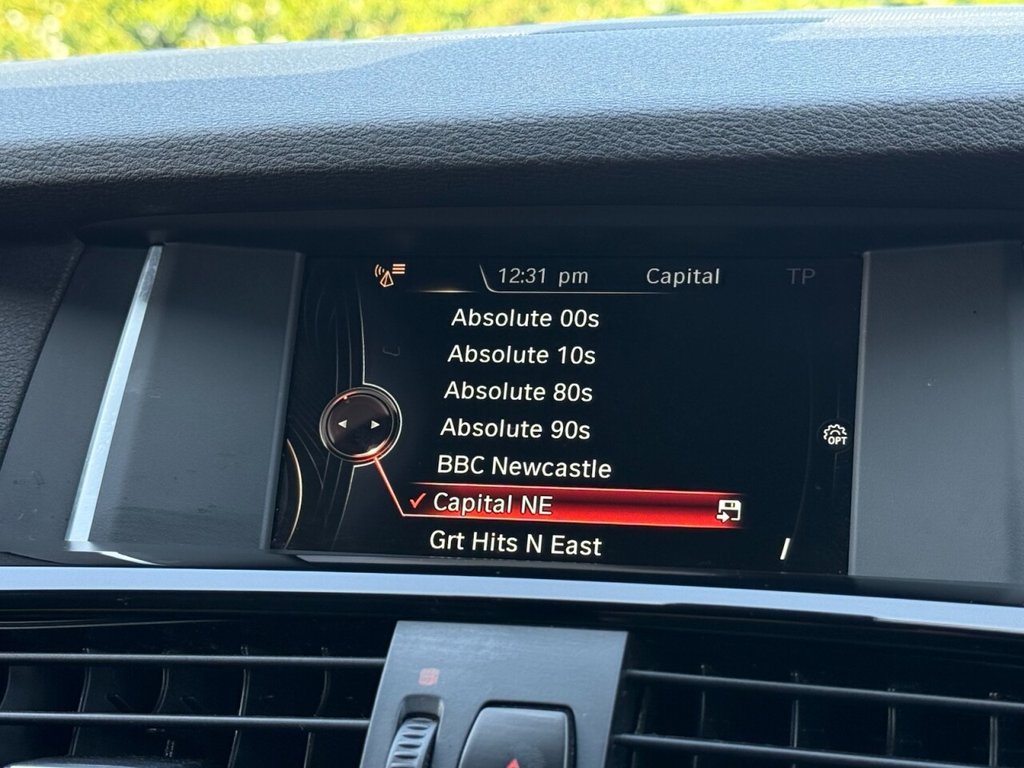 12:31 pm Capital TP
Absolute 00s
Absolute 10s
Absolute 80s
Absolute 90s
OPT
BBC Newcastle
Capital NE
Grt Hits N East